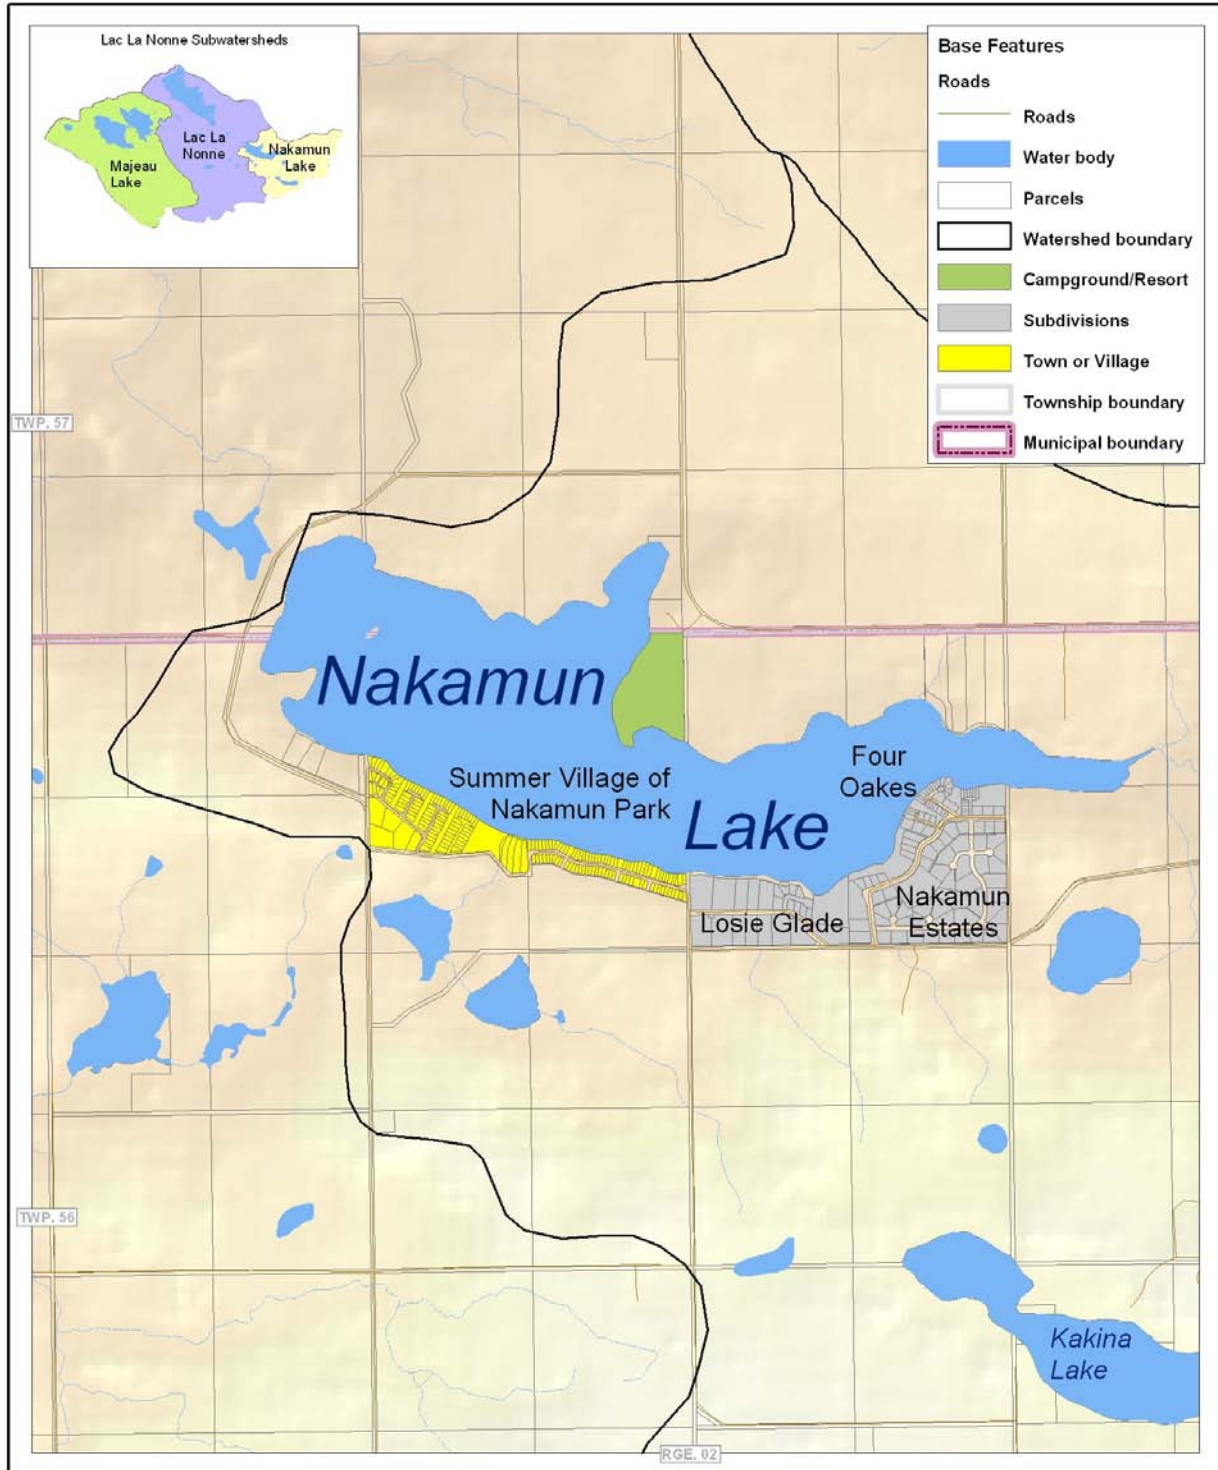 Lac La Nonne Subwatersheds
Lac La
Nonne
Nakamun
Lake
Majeau
Lake
Base Features
Roads
Roads
Water body
Parcels
Watershed boundary
Campground/Resort
Subdivisions
Town or Village
Township boundary
Municipal boundary
TWP. 57
Nakamun
Lake
Summer Village of
Nakamun Park
Four
Oakes
Losie Glade
Nakamun
Estates
TWP. 56
Kakina
Lake
RGE. 02